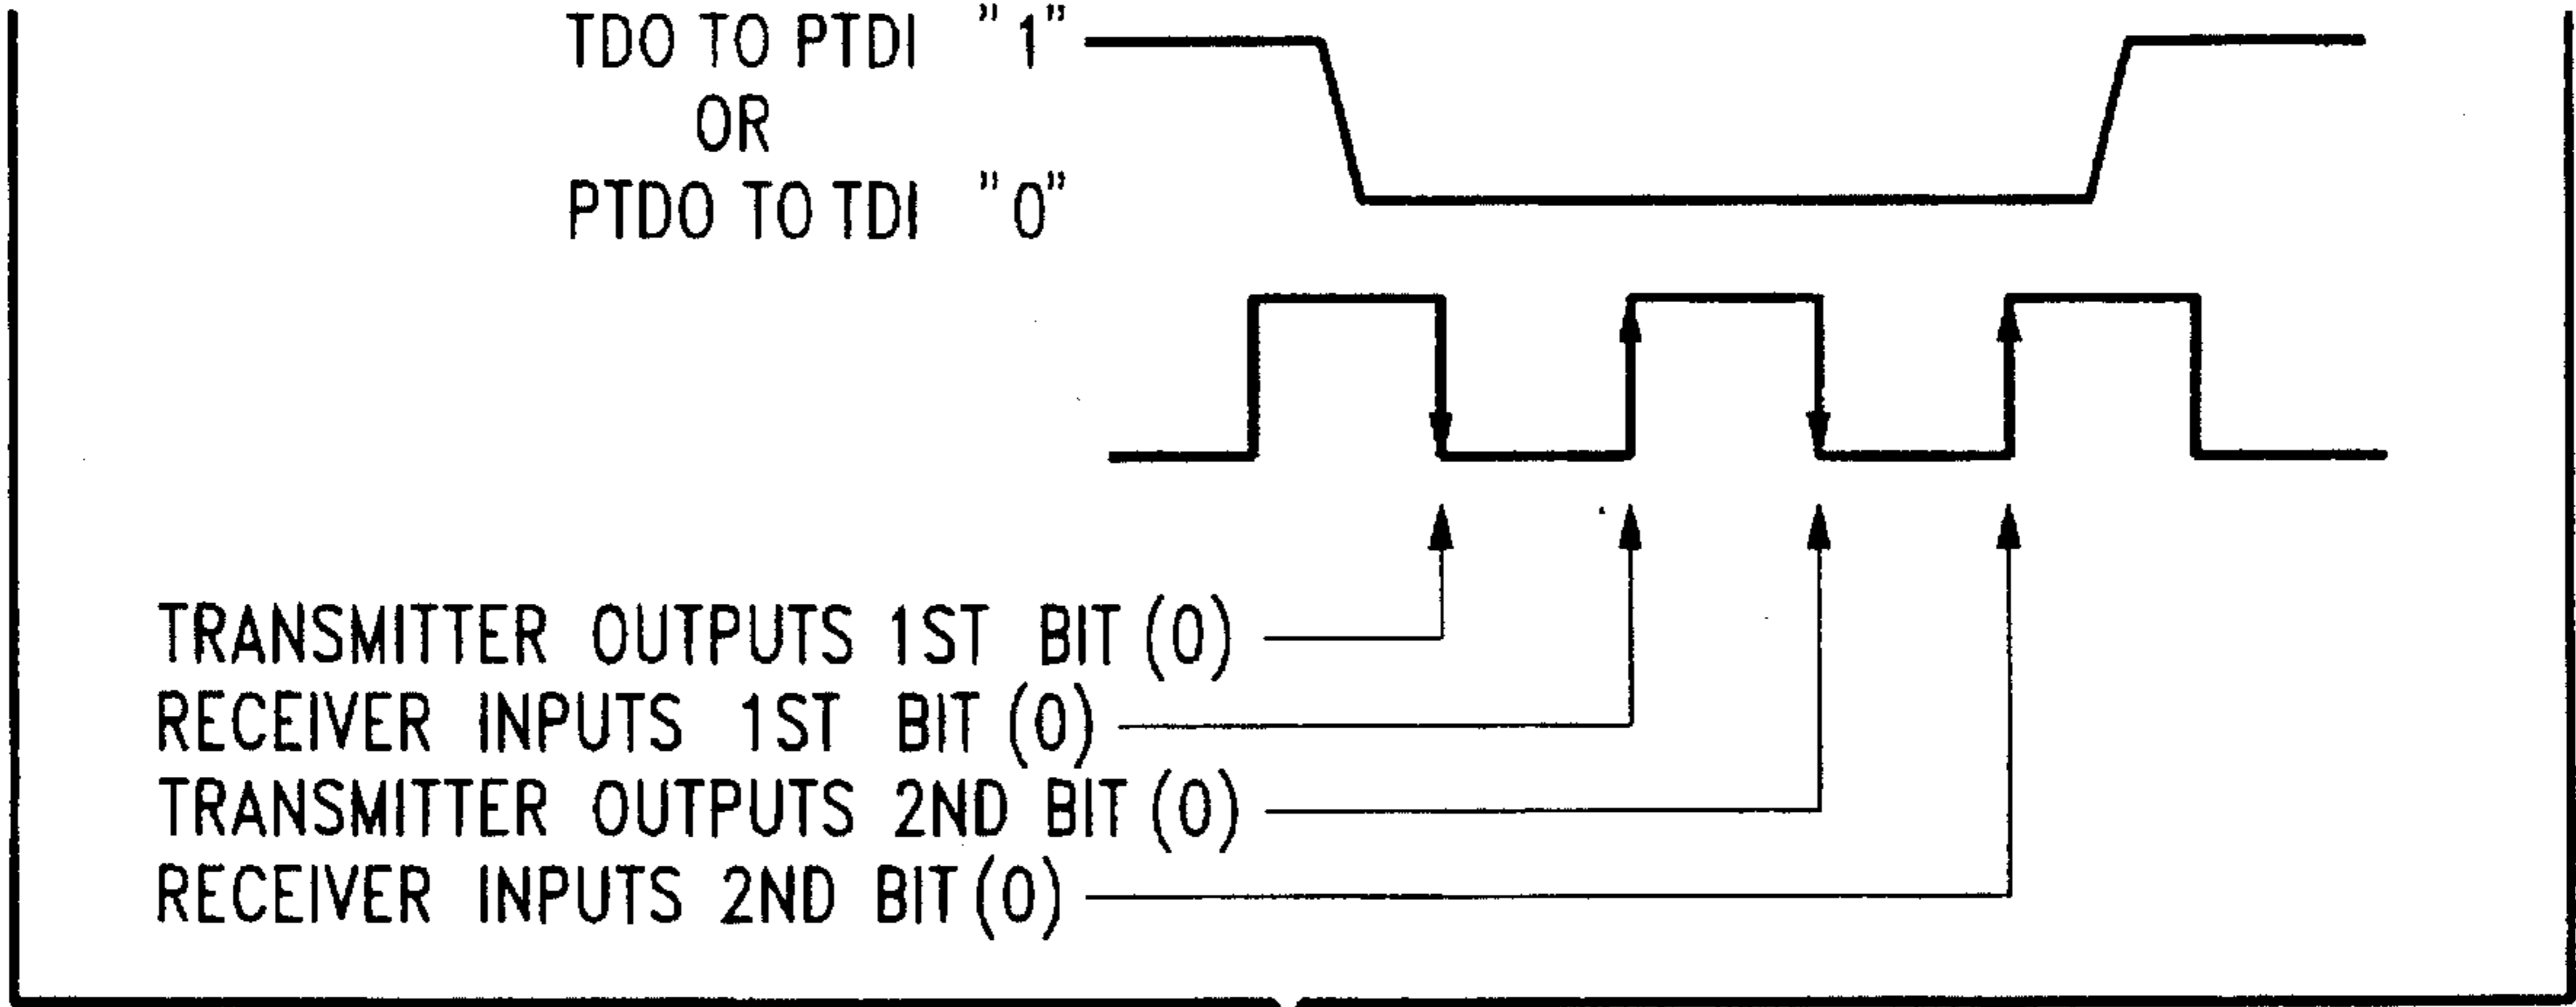 TDO TO PTDI "1"
OR
PTDO TO TDI "0"
TRANSMITTER OUTPUTS 1ST BIT (0)
RECEIVER INPUTS 1ST BIT (0)
TRANSMITTER OUTPUTS 2ND BIT (0)
RECEIVER INPUTS 2ND BIT (0)